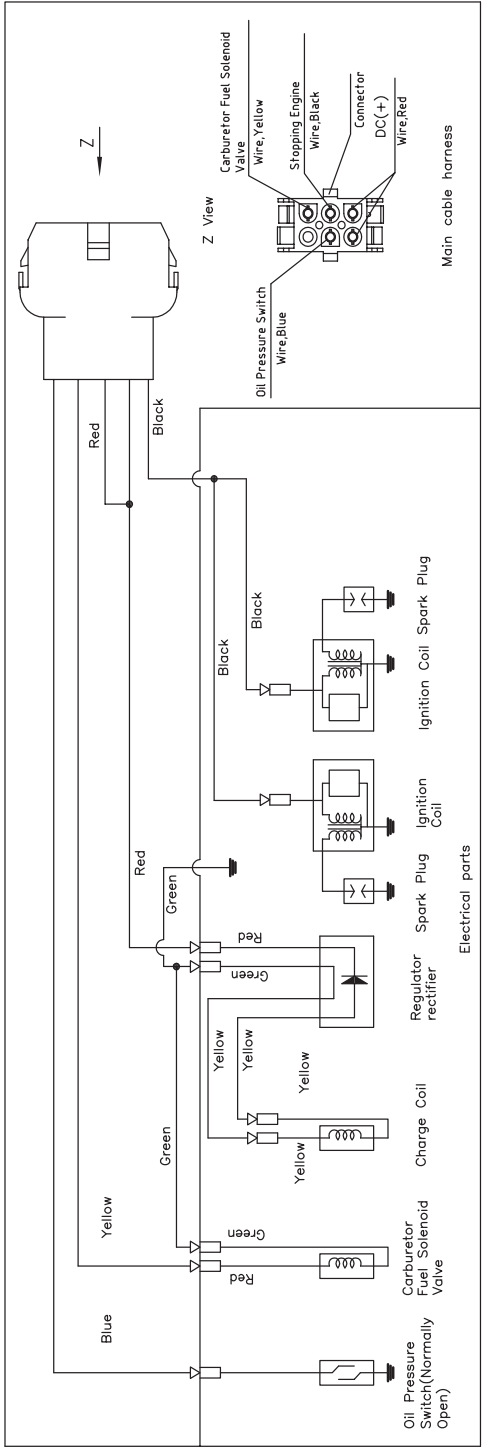 Z
Z View
Carburetor Fuel Solenoid
Valve
Wire,Yellow
Stopping Engine
Wire,Black
Connector
DC(+)
Wire,Red
Oil Pressure Switch
Wire,Blue
Main cable harness
Red
Black
Black
Black
Red
Green
Green
Yellow
Blue
Red
Green
Yellow
Yellow
Yellow
Yellow
Green
Red
Spark Plug
Ignition Coil
Ignition
Coil
Spark Plug
Electrical parts
Regulator
rectifier
Charge Coil
Carburetor
Fuel Solenoid
Valve
Oil Pressure
Switch(Normally
Open)